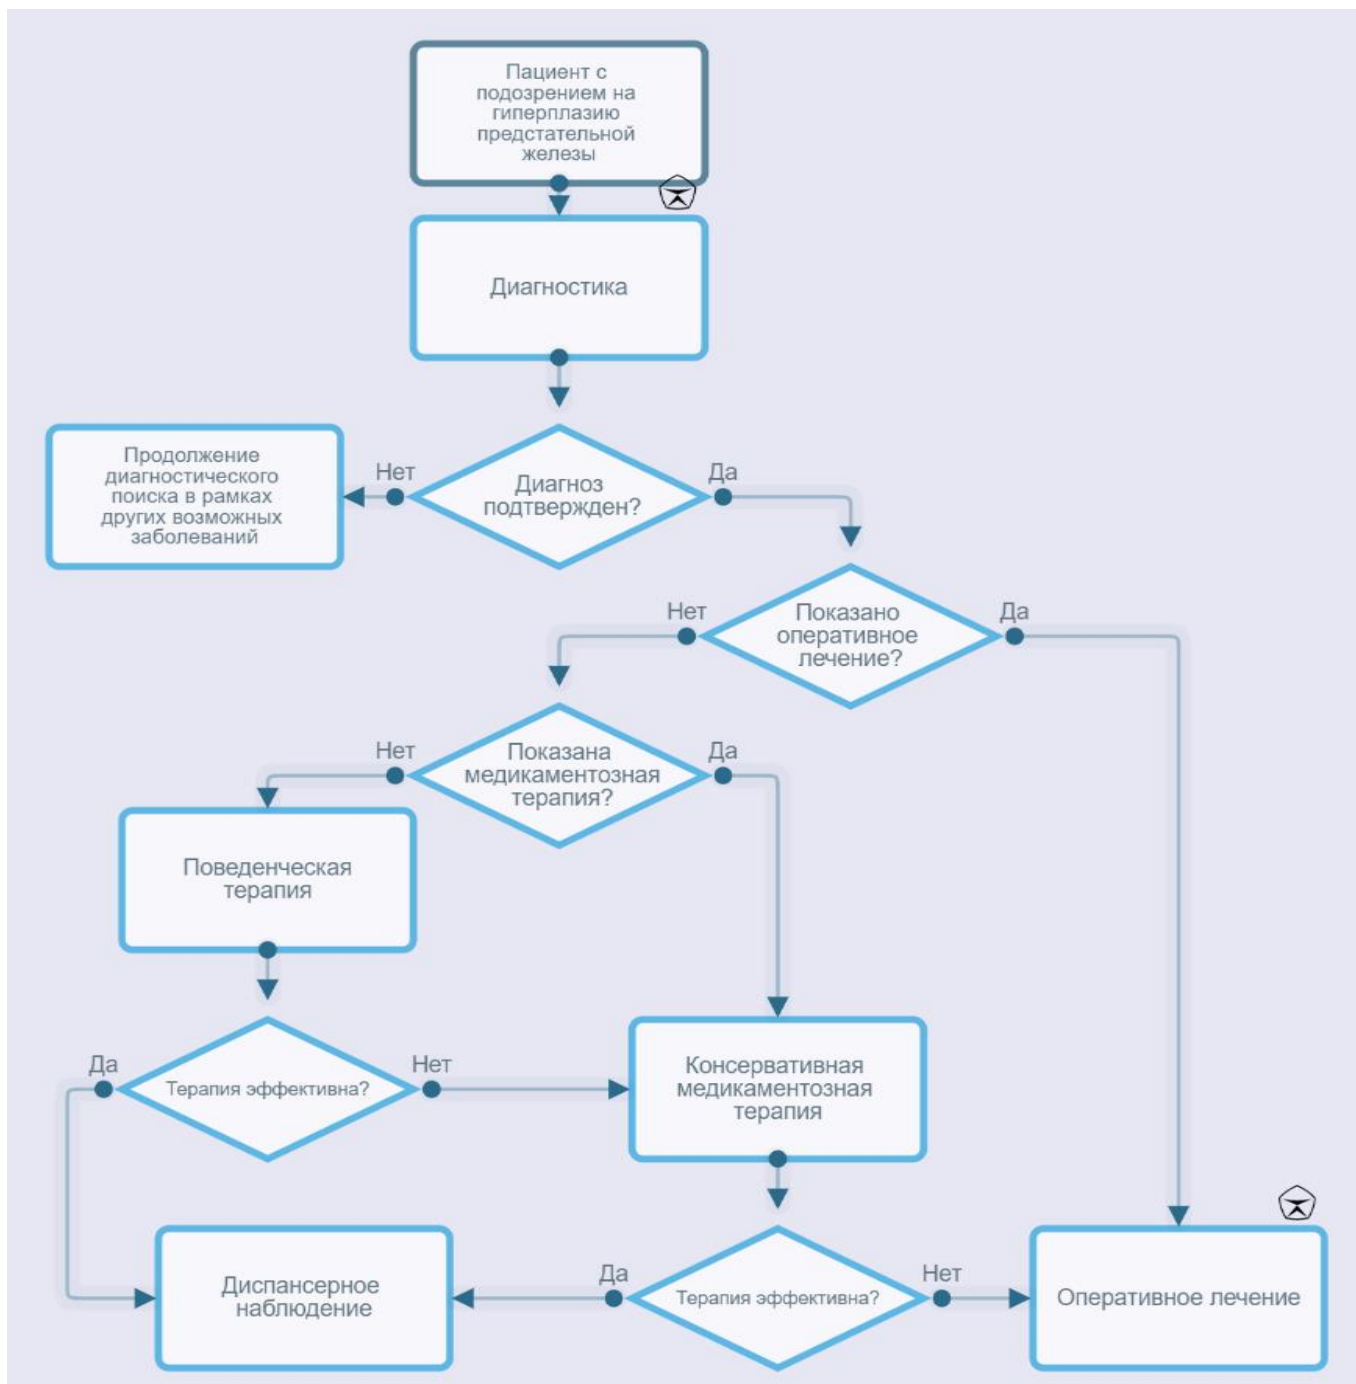 Пациент с
подозрением на
гиперплазию
предстательной
железы
Диагностика
Продолжение
диагностического
поиска в рамках
других возможных
заболеваний
Нет
Диагноз
подтвержден?
Да
Нет
Показано
оперативное
лечение?
Да
Нет
Показана
медикаментозная
терапия?
Да
Поведенческая
терапия
Да
Терапия эффективна?
Нет
Консервативная
медикаментозная
терапия
Диспансерное
наблюдение
Да
Терапия эффективна?
Нет
Оперативное лечение